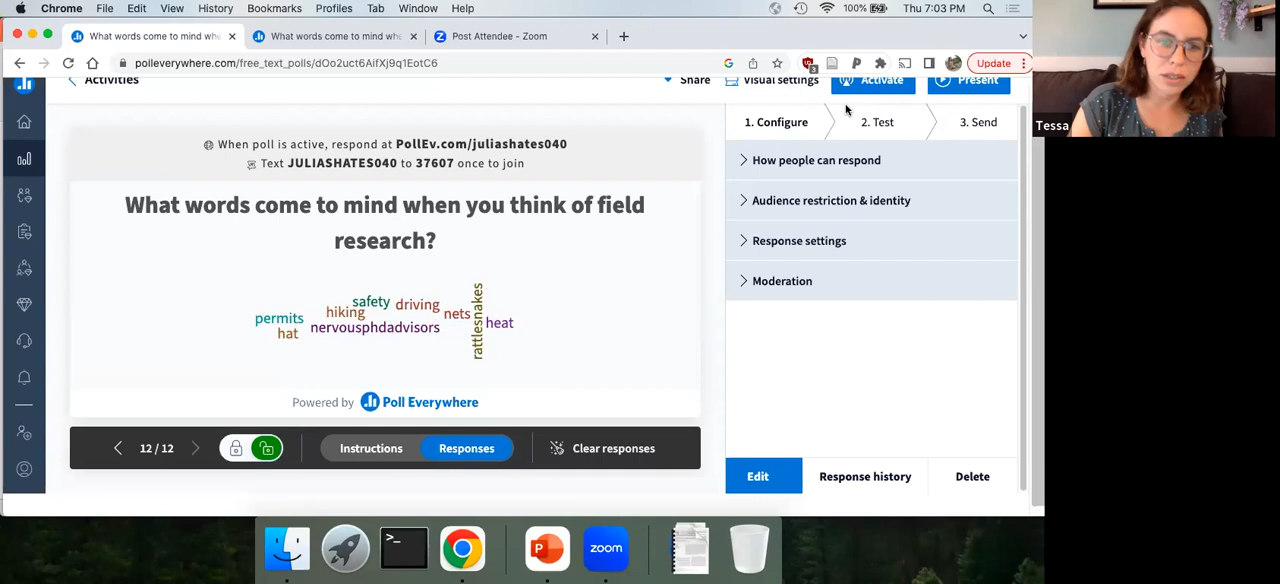 Chrome File Edit View History Bookmarks Profiles Tab Window Help 100% Thu 7:03 PM
What words come to mind whe What words come to mind whe Post Attendee - Zoom
polleverywhere.com/free_text_polls/dOo2uct6AifXj9q1EotC6 Update
Activities Share Visual settings Activate Present
Tessa
1. Configure 2. Test 3. Send
When poll is active, respond at PollEv.com/juliashates040
Text JULIASHATES040 to 37607 once to join
What words come to mind when you think of field
research?
How people can respond
Audience restriction & identity
Response settings
Moderation
safety driving
hiking nets
permits rattlesnakes heat
hat nervousphdadvisors
Powered by Poll Everywhere
12 / 12 Instructions Responses Clear responses
Edit Response history Delete
zoom